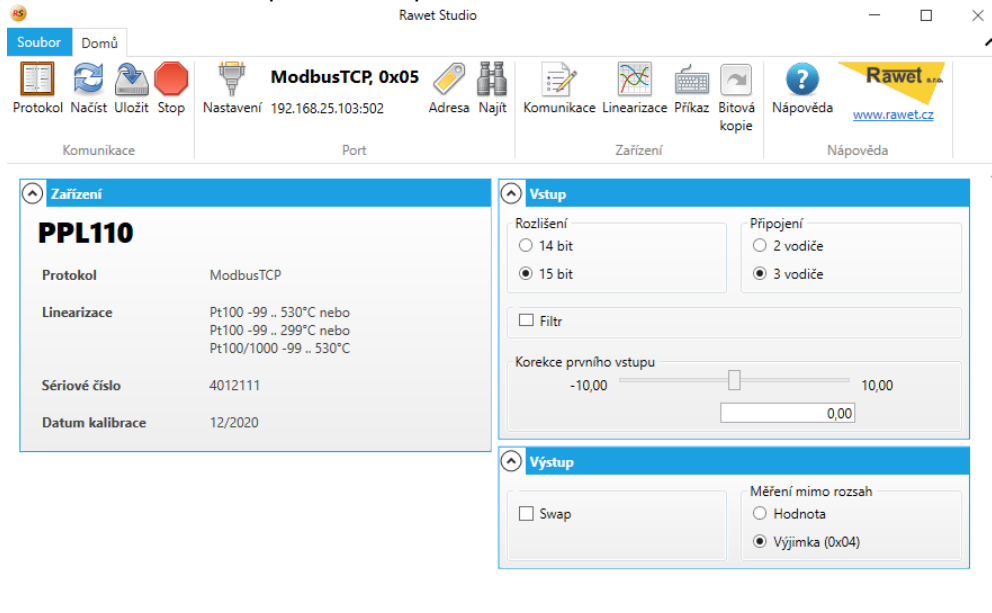 RS
Rawet Studio
Soubor Domů
Protokol Načíst Uložit Stop
Nastavení
ModbusTCP, 0x05
192.168.25.103:502
Adresa Najít
Komunikace Linearizace Příkaz Bitová
kopie
Nápověda
Rawet s.r.o.
www.rawet.cz
Komunikace Port Zařízení Nápověda
Zařízení
PPL110
Protokol ModbusTCP
Linearizace Pt100 -99 .. 530°C nebo
Pt100 -99 .. 299°C nebo
Pt100/1000 -99 .. 530°C
Sériové číslo 4012111
Datum kalibrace 12/2020
Vstup
Rozlišení
14 bit
15 bit
Připojení
2 vodiče
3 vodiče
Filtr
Korekce prvního vstupu
-10,00 10,00
0,00
Výstup
Swap
Měření mimo rozsah
Hodnota
Výjimka (0x04)